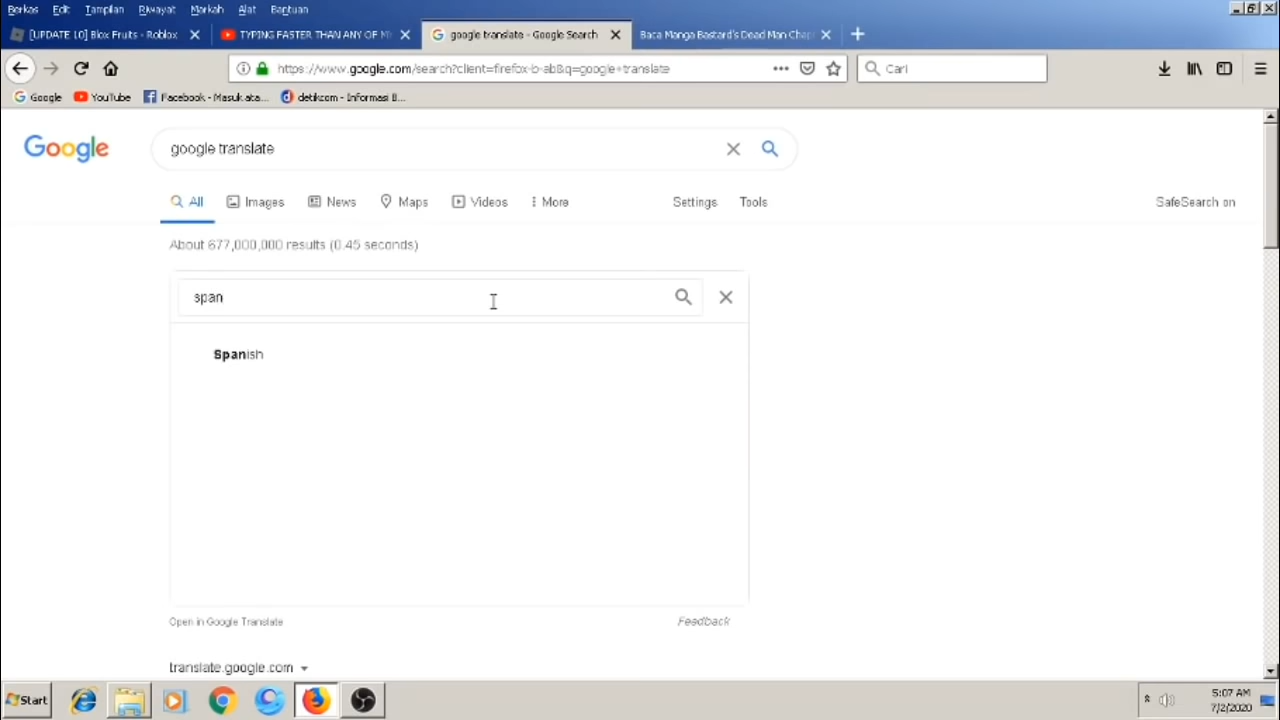 Berkas Edit Tampilan Riwayat Markah Alat Bantuan
[UPDATE 10] Blox Fruits - Roblox
TYPING FASTER THAN ANY OF M
google translate - Google Search
Baca Manga Bastard's Dead Man Chap
https://www.google.com/search?client=firefox-b-ab&q=google+translate
Cari
Google
YouTube
Facebook - Masuk ata...
detikcom - Informasi B...
Google
google translate
All Images News Maps Videos More Settings Tools SafeSearch on
About 677,000,000 results (0.45 seconds)
span
Spanish
Open in Google Translate
Feedback
translate.google.com
Start
5:07 AM
7/2/2020